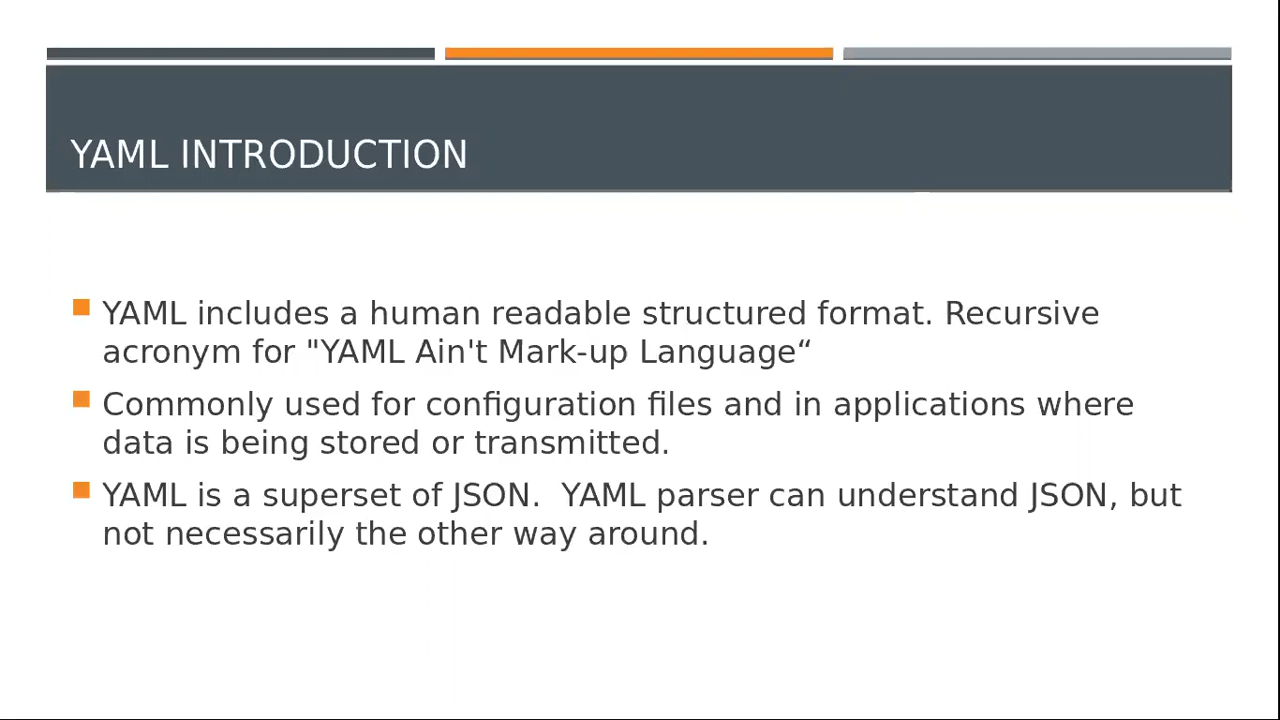 YAML INTRODUCTION
YAML includes a human readable structured format. Recursive
acronym for "YAML Ain't Mark-up Language“
Commonly used for configuration files and in applications where
data is being stored or transmitted.
YAML is a superset of JSON.  YAML parser can understand JSON, but
not necessarily the other way around.